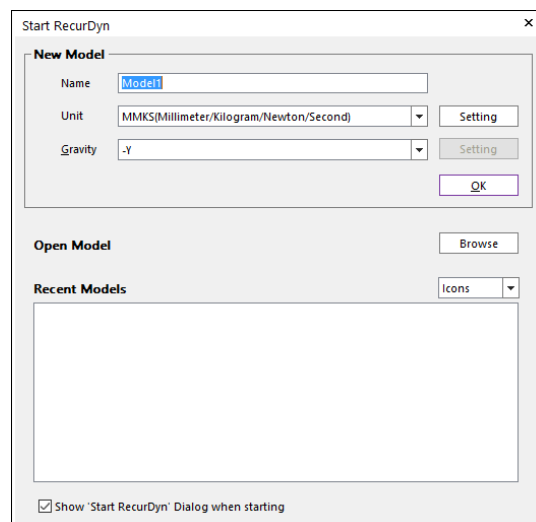 Start RecurDyn
New Model
Name Model1
Unit MMKS(Millimeter/Kilogram/Newton/Second) Setting
Gravity -Y Setting
OK
Open Model Browse
Recent Models Icons
Show 'Start RecurDyn' Dialog when starting